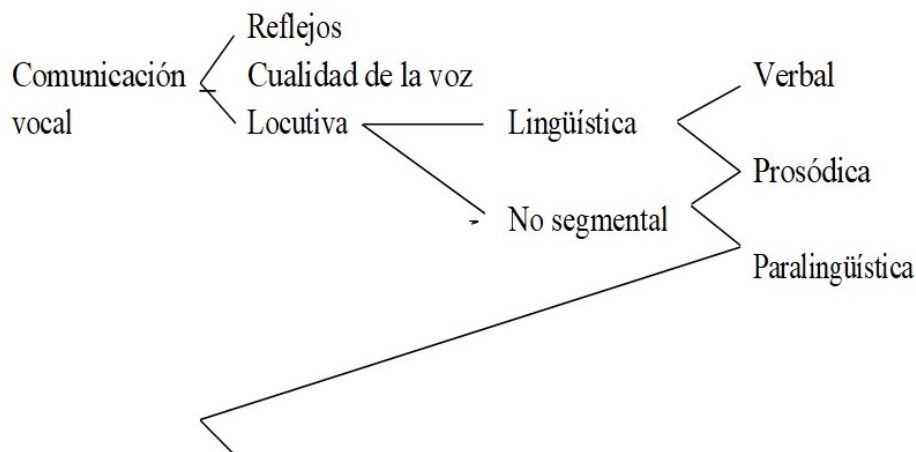 Reflejos
Comunicación
Cualidad de la voz
Verbal
vocal
Locutiva
Lingüística
Prosódica
No segmental
Paralingüística